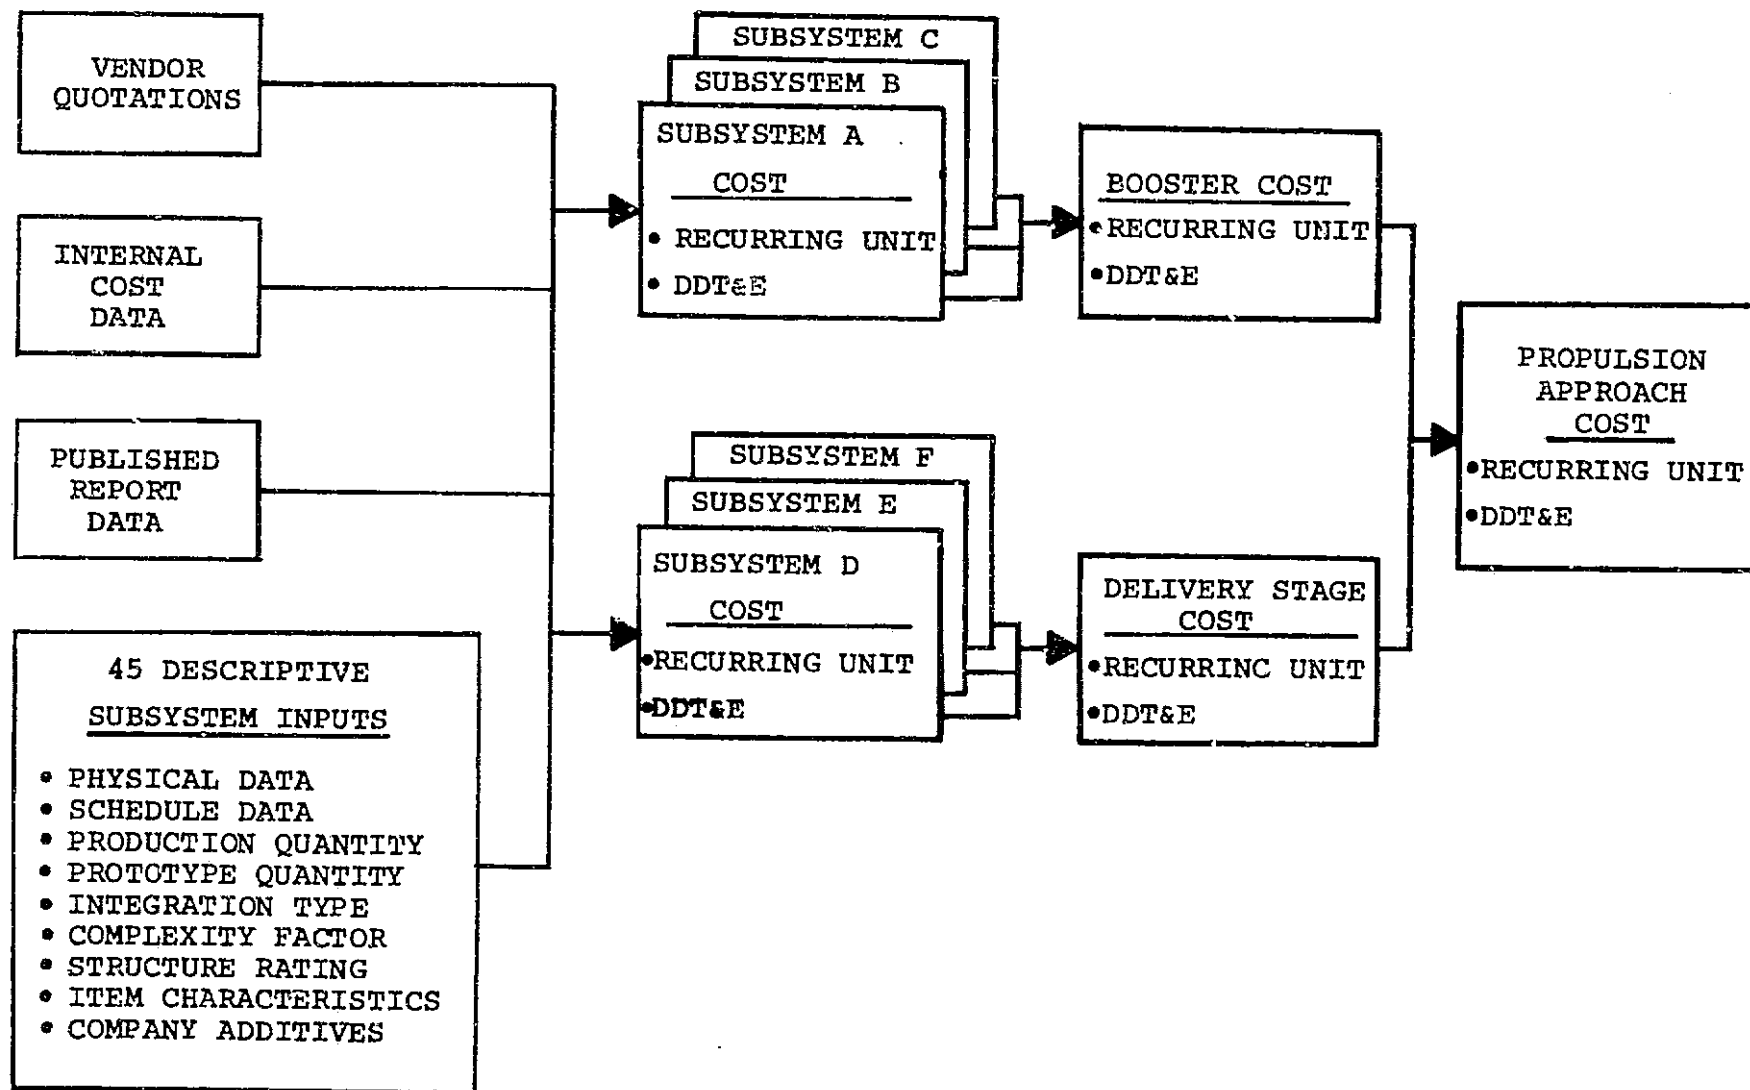 VENDOR
QUOTATIONS
INTERNAL
COST
DATA
PUBLISHED
REPORT
DATA
45 DESCRIPTIVE
SUBSYSTEM INPUTS
• PHYSICAL DATA
• SCHEDULE DATA
• PRODUCTION QUANTITY
• PROTOTYPE QUANTITY
• INTEGRATION TYPE
• COMPLEXITY FACTOR
• STRUCTURE RATING
• ITEM CHARACTERISTICS
• COMPANY ADDITIVES
SUBSYSTEM C
SUBSYSTEM B
SUBSYSTEM A
COST
• RECURRING UNIT
• DDT&E
SUBSYSTEM F
SUBSYSTEM E
SUBSYSTEM D
COST
•RECURRING UNIT
•DDT&E
BOOSTER COST
•RECURRING UNIT
•DDT&E
DELIVERY STAGE
COST
•RECURRINC UNIT
•DDT&E
PROPULSION
APPROACH
COST
•RECURRING UNIT
•DDT&E